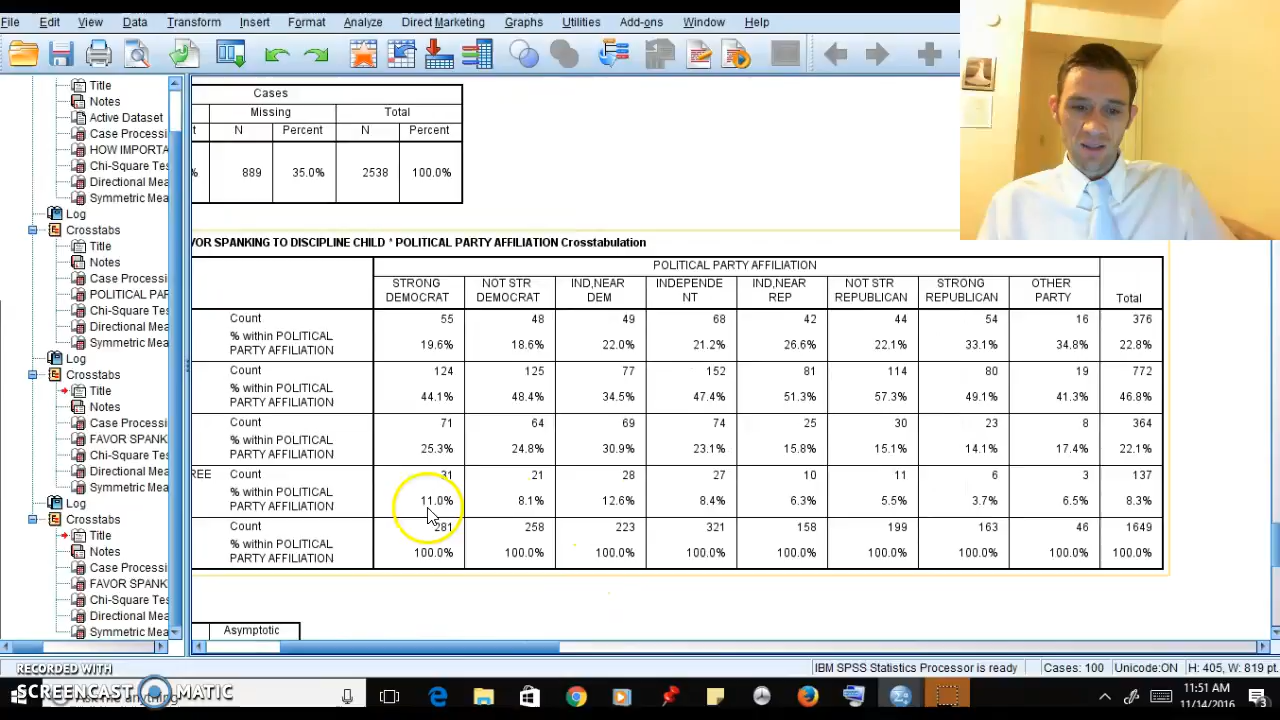 File Edit View Data Transform Insert Format Analyze Direct Marketing Graphs Utilities Add-ons Window Help
Title
Notes
Active Dataset
Case Processi
HOW IMPORTA
Chi-Square Tes
Directional Mea
Symmetric Mea
Log
Crosstabs
Title
Notes
Case Processi
POLITICAL PAR
Chi-Square Tes
Directional Mea
Symmetric Mea
Log
Crosstabs
Title
Notes
Case Processi
FAVOR SPANK
Chi-Square Tes
Directional Mea
Symmetric Mea
Log
Crosstabs
Title
Notes
Case Processi
FAVOR SPANK
Chi-Square Tes
Directional Mea
Symmetric Mea
Cases
Missing Total
N Percent N Percent
889 35.0% 2538 100.0%
VOR SPANKING TO DISCIPLINE CHILD * POLITICAL PARTY AFFILIATION Crosstabulation
POLITICAL PARTY AFFILIATION
STRONG NOT STR IND,NEAR INDEPENDE IND,NEAR NOT STR STRONG OTHER
DEMOCRAT DEMOCRAT DEM NT REP REPUBLICAN REPUBLICAN PARTY Total
Count 55 48 49 68 42 44 54 16 376
% within POLITICAL
PARTY AFFILIATION 19.6% 18.6% 22.0% 21.2% 26.6% 22.1% 33.1% 34.8% 22.8%
Count 124 125 77 152 81 114 80 19 772
% within POLITICAL
PARTY AFFILIATION 44.1% 48.4% 34.5% 47.4% 51.3% 57.3% 49.1% 41.3% 46.8%
Count 71 64 69 74 25 30 23 8 364
% within POLITICAL
PARTY AFFILIATION 25.3% 24.8% 30.9% 23.1% 15.8% 15.1% 14.1% 17.4% 22.1%
REE Count 31 21 28 27 10 11 6 3 137
% within POLITICAL
PARTY AFFILIATION 11.0% 8.1% 12.6% 8.4% 6.3% 5.5% 3.7% 6.5% 8.3%
Count 281 258 223 321 158 199 163 46 1649
% within POLITICAL
PARTY AFFILIATION 100.0% 100.0% 100.0% 100.0% 100.0% 100.0% 100.0% 100.0% 100.0%
Asymptotic
IBM SPSS Statistics Processor is ready Cases: 100 Unicode:ON H: 405, W: 819 pt.
RECORDED WITH
SCREENCAST MATIC
11:51 AM
11/14/2016